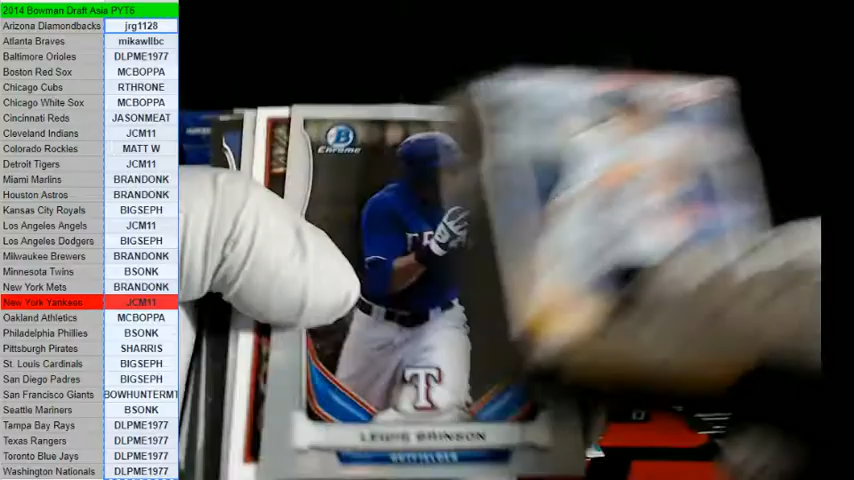 2014 Bowman Draft Asia PYT6
Arizona Diamondbacks jrg1128
Atlanta Braves mikawllbc
Baltimore Orioles DLPME1977
Boston Red Sox MCBOPPA
Chicago Cubs RTHRONE
Chicago White Sox MCBOPPA
Cincinnati Reds JASONMEAT
Cleveland Indians JCM11
Colorado Rockies MATT W
Detroit Tigers JCM11
Miami Marlins BRANDONK
Houston Astros BRANDONK
Kansas City Royals BIGSEPH
Los Angeles Angels JCM11
Los Angeles Dodgers BIGSEPH
Milwaukee Brewers BRANDONK
Minnesota Twins BSONK
New York Mets BRANDONK
New York Yankees JCM11
Oakland Athletics MCBOPPA
Philadelphia Phillies BSONK
Pittsburgh Pirates SHARRIS
St. Louis Cardinals BIGSEPH
San Diego Padres BIGSEPH
San Francisco Giants BOWHUNTERMT
Seattle Mariners BSONK
Tampa Bay Rays DLPME1977
Texas Rangers DLPME1977
Toronto Blue Jays DLPME1977
Washington Nationals DLPME1977
B
Chrome
T
LEWIS BRINSON
OUTFIELDER